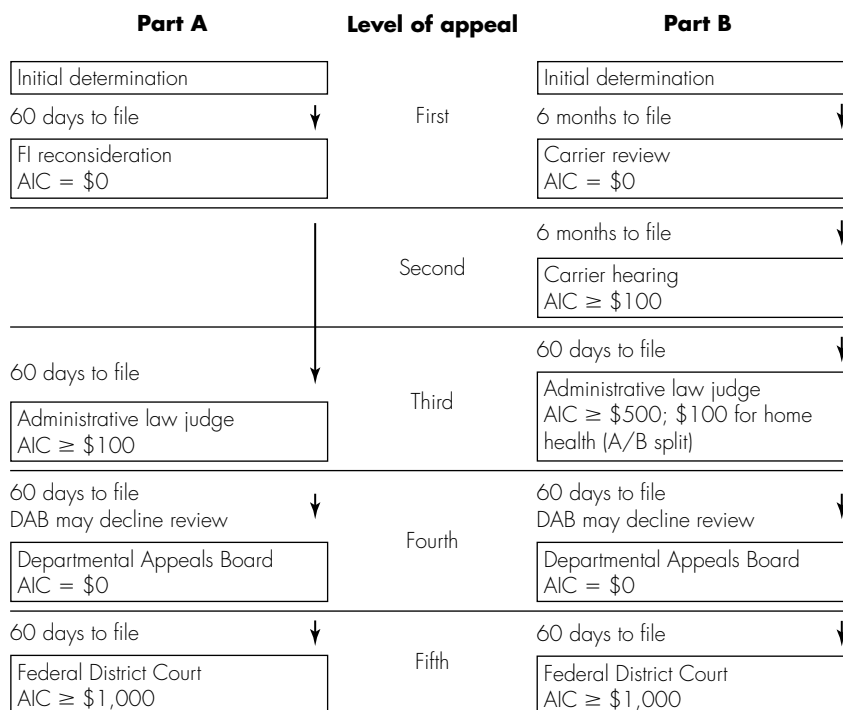 Part A Level of appeal Part B
Initial determination Initial determination
60 days to file First 6 months to file
FI reconsideration Carrier review
AIC = $0 AIC = $0
6 months to file
Second
Carrier hearing
AIC ≥ $100
60 days to file
60 days to file
Third
Administrative law judge
AIC ≥ $100
Administrative law judge
AIC ≥ $500; $100 for home
health (A/B split)
60 days to file 60 days to file
DAB may decline review DAB may decline review
Fourth
Departmental Appeals Board Departmental Appeals Board
AIC = $0 AIC = $0
60 days to file 60 days to file
Fifth
Federal District Court Federal District Court
AIC ≥ $1,000 AIC ≥ $1,000